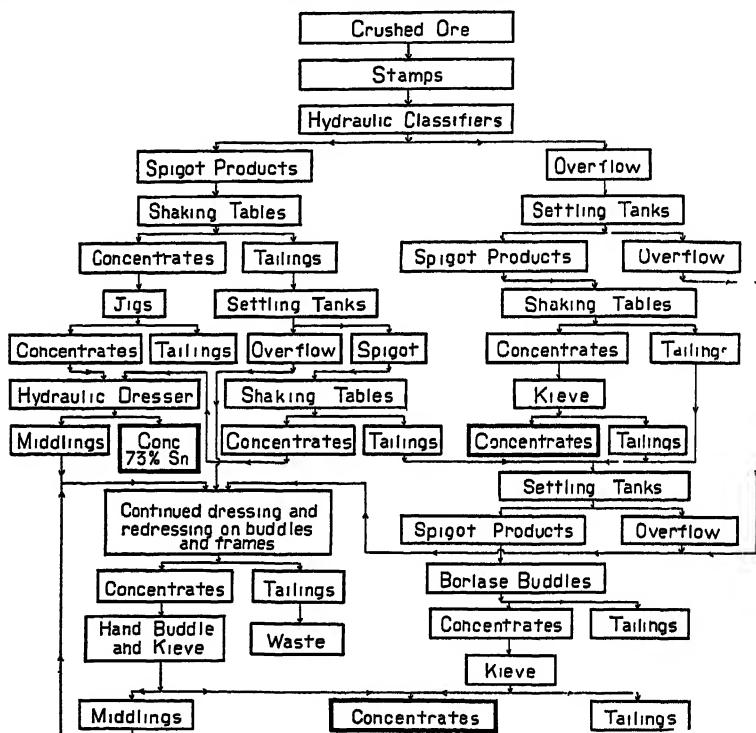 Crushed Ore
Stamps
Hydraulic Classifiers
Spigot Products
Overflow
Shaking Tables
Settling Tanks
Concentrates
Tailings
Spigot Products
Overflow
Jigs
Settling Tanks
Shaking Tables
Concentrates
Tailings
Overflow
Spigot
Concentrates
Tailings
Hydraulic Dresser
Shaking Tables
Kieve
Middlings
Conc
73% Sn
Concentrates
Tailings
Concentrates
Tailings
Settling Tanks
Continued dressing and
redressing on buddles
and frames
Spigot Products
Overflow
Borlase Buddles
Concentrates
Tailings
Concentrates
Tailings
Hand Buddle
and Kieve
Waste
Kieve
Middlings
Concentrates
Tailings